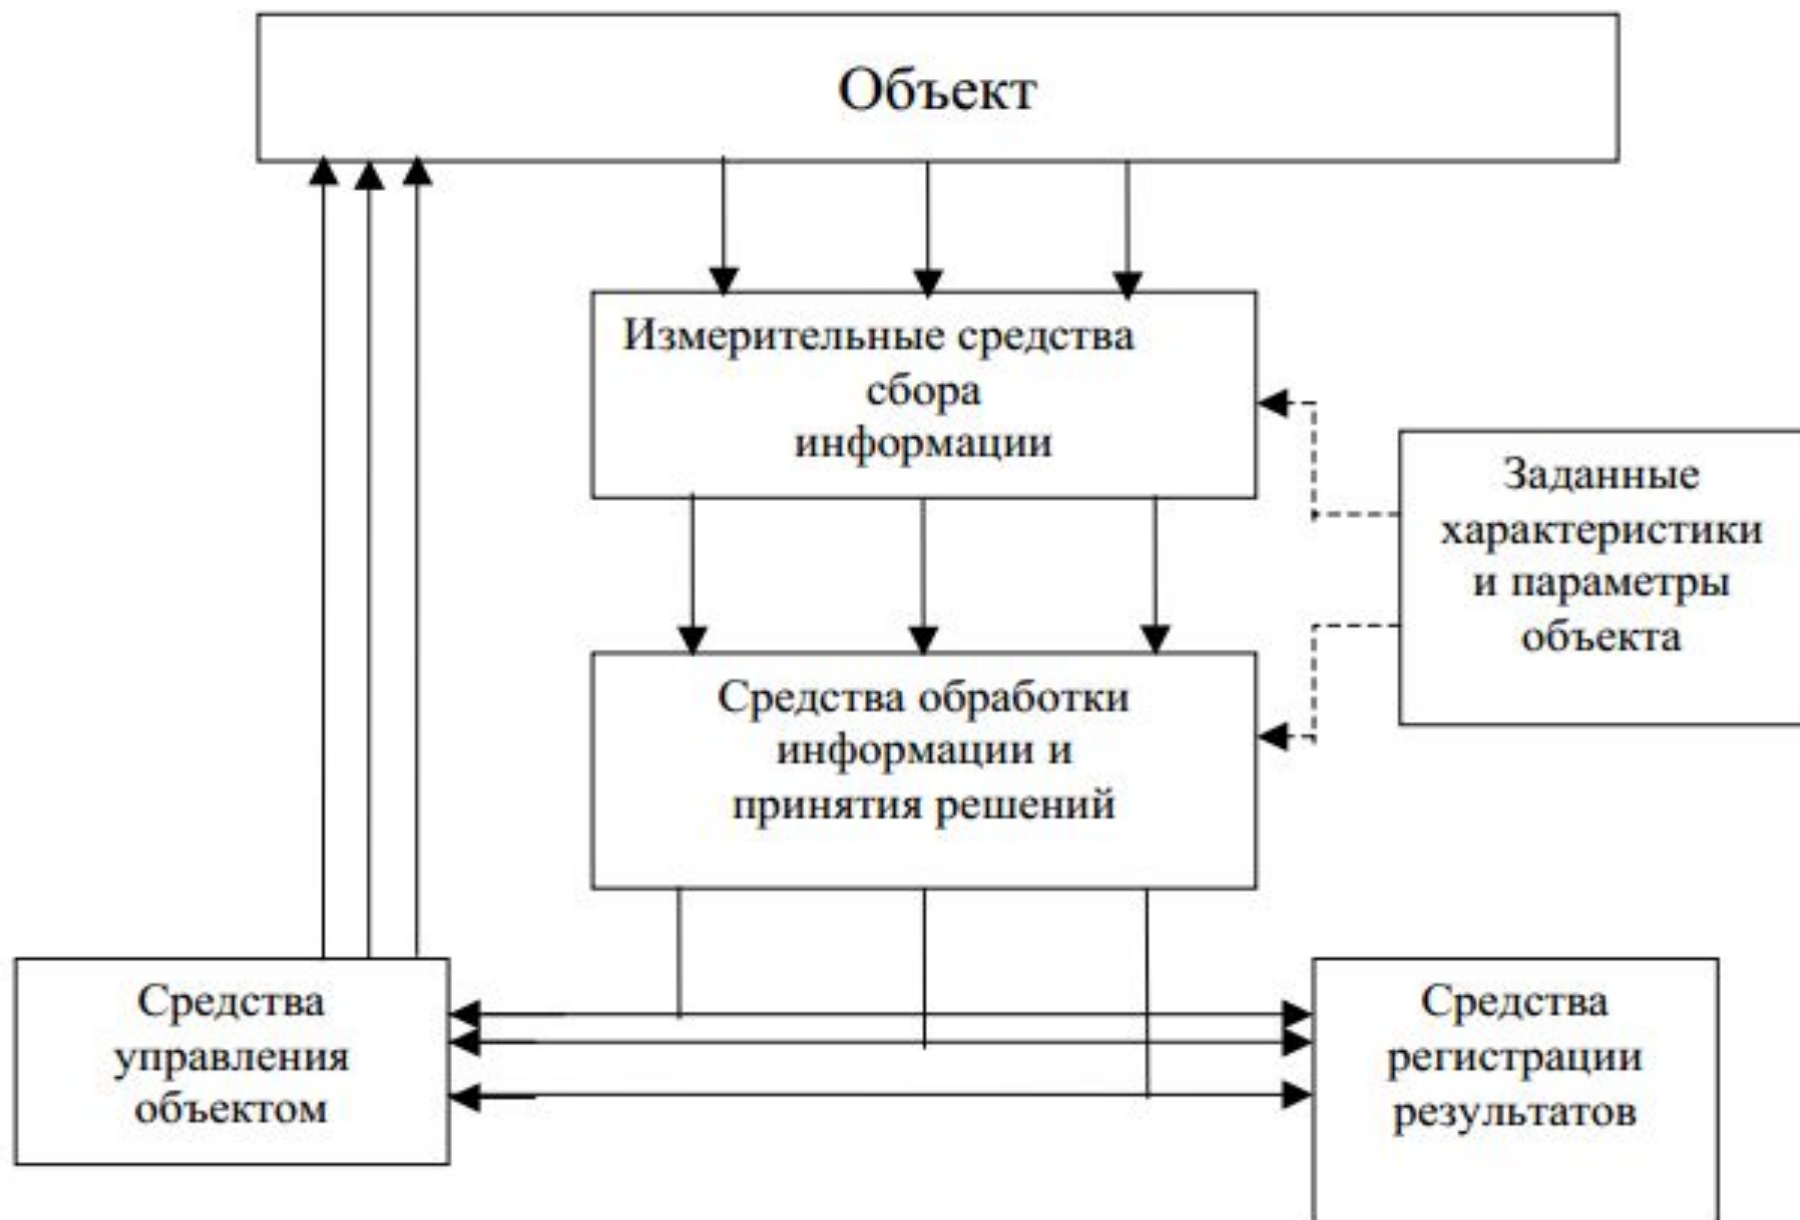 Объект
Измерительные средства
сбора
информации
Заданные
характеристики
и параметры
объекта
Средства обработки
информации и
принятия решений
Средства
управления
объектом
Средства
регистрации
результатов